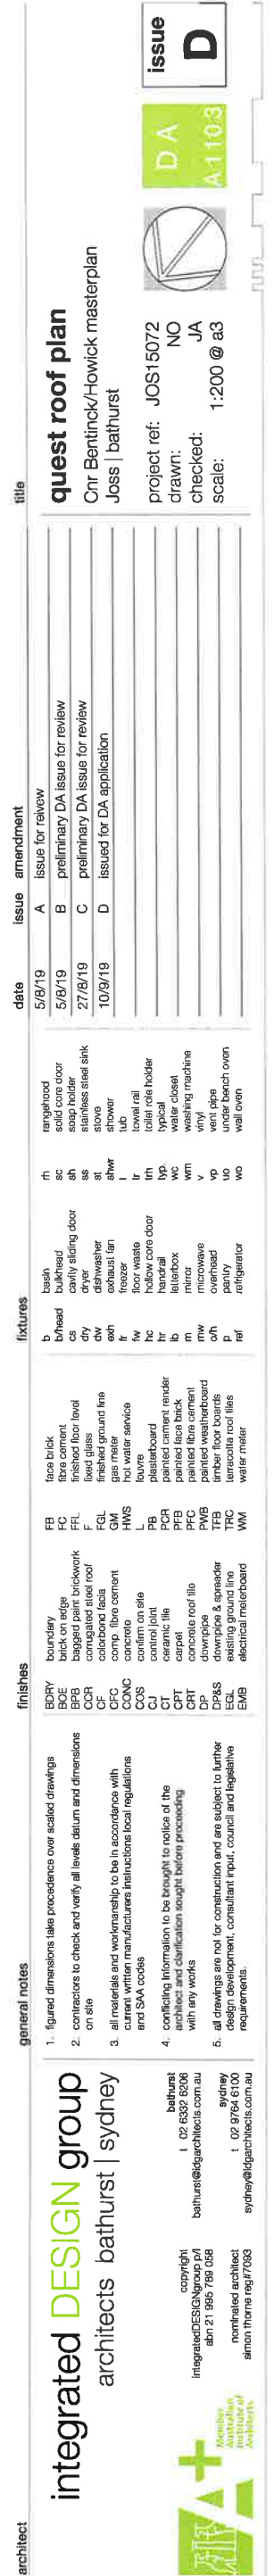 architect
integrated DESIGN group
architects bathurst | sydney
A+
Member
Australian
Institute of
Architects
copyright
integratedDESIGNgroup p/l
abn 21 995 789 058
nominated architect
simon thorne reg#7093
bathurst
t 02 6332 6206
bathurst@idgarchitects.com.au
sydney
t 02 9764 6100
sydney@idgarchitects.com.au
general notes
1. figured dimensions take precedence over scaled drawings
2. contractors to check and verify all levels datum and dimensions
on site
3. all materials and workmanship to be in accordance with
current written manufacturers instructions local regulations
and SAA codes
4. conflicting information to be brought to notice of the
architect and clarification sought before proceeding
with any works
5. all drawings are not for construction and are subject to further
design development, consultant input, council and legislative
requirements.
finishes
BDRY boundary
BOE brick on edge
BPB bagged paint brickwork
CCR corrugated steel roof
CF colorbond facia
CFC comp. fibre cement
CONC concrete
COS confirm on site
CJ control joint
CT ceramic tile
CPT carpet
CRT concrete roof tile
DP downpipe
DP&S downpipe & spreader
EGL existing ground line
EMB electrical meterboard
FB face brick
FC fibre cement
FFL finished floor level
F fixed glass
FGL finished ground line
GM gas meter
HWS hot water service
L louvre
PB plasterboard
PCR painted cement render
PFB painted face brick
PFC painted fibre cement
PWB painted weatherboard
TFB timber floor boards
TRC terracotta roof tiles
WM water meter
fixtures
b basin
b/head bulkhead
cs cavity sliding door
dry dryer
dw dishwasher
exh exhaust fan
fr freezer
fw floor waste
hc hollow core door
hr handrail
lb letterbox
m mirror
mw microwave
o/h overhead
p pantry
ref refrigerator
rh rangehood
sc solid core door
sh soap holder
ss stainless steel sink
st stove
shwr shower
t tub
tr towel rail
trh toilet role holder
typ. typical
wc water closet
wm washing machine
v vinyl
vp vent pipe
uo under bench oven
wo wall oven
date issue amendment
5/8/19 A issue for reivew
5/8/19 B preliminary DA issue for review
27/8/19 C preliminary DA issue for review
10/9/19 D issued for DA application
title
quest roof plan
Cnr Bentinck/Howick masterplan
Joss | bathurst
project ref: JOS15072
drawn: NO
checked: JA
scale: 1:200 @ a3
DA
A1103
issue
D